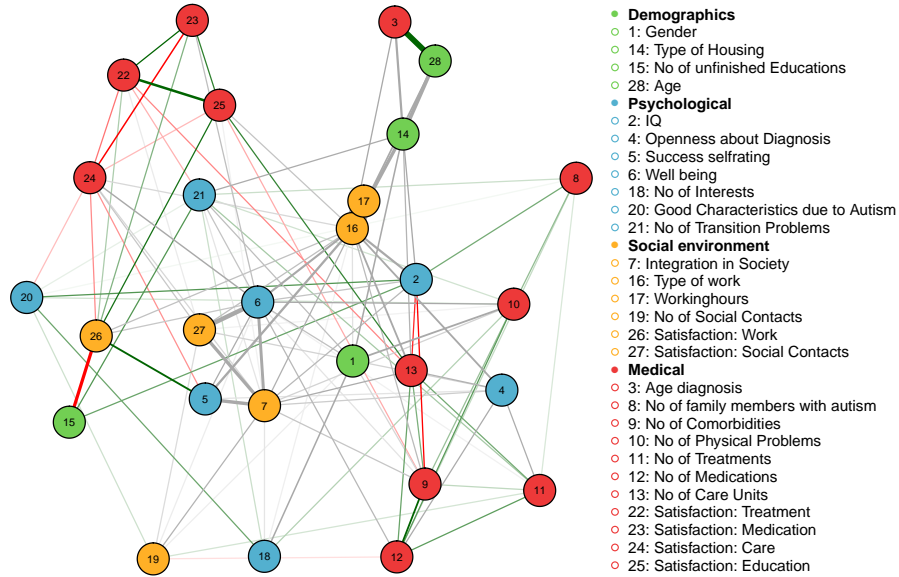 23
3
28
22
25
14
24
8
21
17
16
2
20
6
10
27
26
1
13
4
5
7
15
9
11
19
18
12
Demographics
1: Gender
14: Type of Housing
15: No of unfinished Educations
28: Age
Psychological
2: IQ
4: Openness about Diagnosis
5: Success selfrating
6: Well being
18: No of Interests
20: Good Characteristics due to Autism
21: No of Transition Problems
Social environment
7: Integration in Society
16: Type of work
17: Workinghours
19: No of Social Contacts
26: Satisfaction: Work
27: Satisfaction: Social Contacts
Medical
3: Age diagnosis
8: No of family members with autism
9: No of Comorbidities
10: No of Physical Problems
11: No of Treatments
12: No of Medications
13: No of Care Units
22: Satisfaction: Treatment
23: Satisfaction: Medication
24: Satisfaction: Care
25: Satisfaction: Education